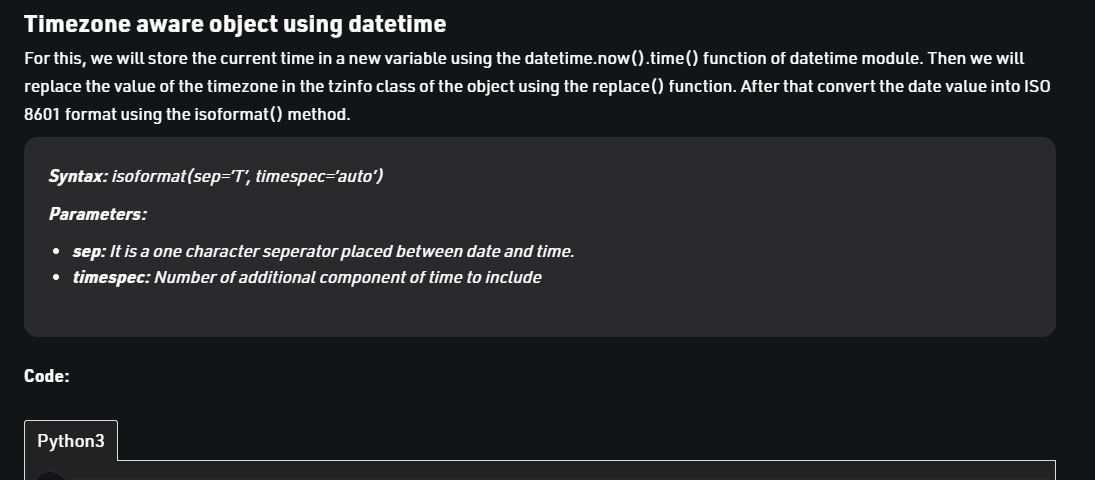 Timezone aware object using datetime
For this, we will store the current time in a new variable using the datetime.now().time() function of datetime module. Then we will
replace the value of the timezone in the tzinfo class of the object using the replace() function. After that convert the date value into ISO
8601 format using the isoformat() method.
Syntax: isoformat(sep='T', timespec='auto')
Parameters:
• sep: It is a one character seperator placed between date and time.
• timespec: Number of additional component of time to include
Code:
Python3